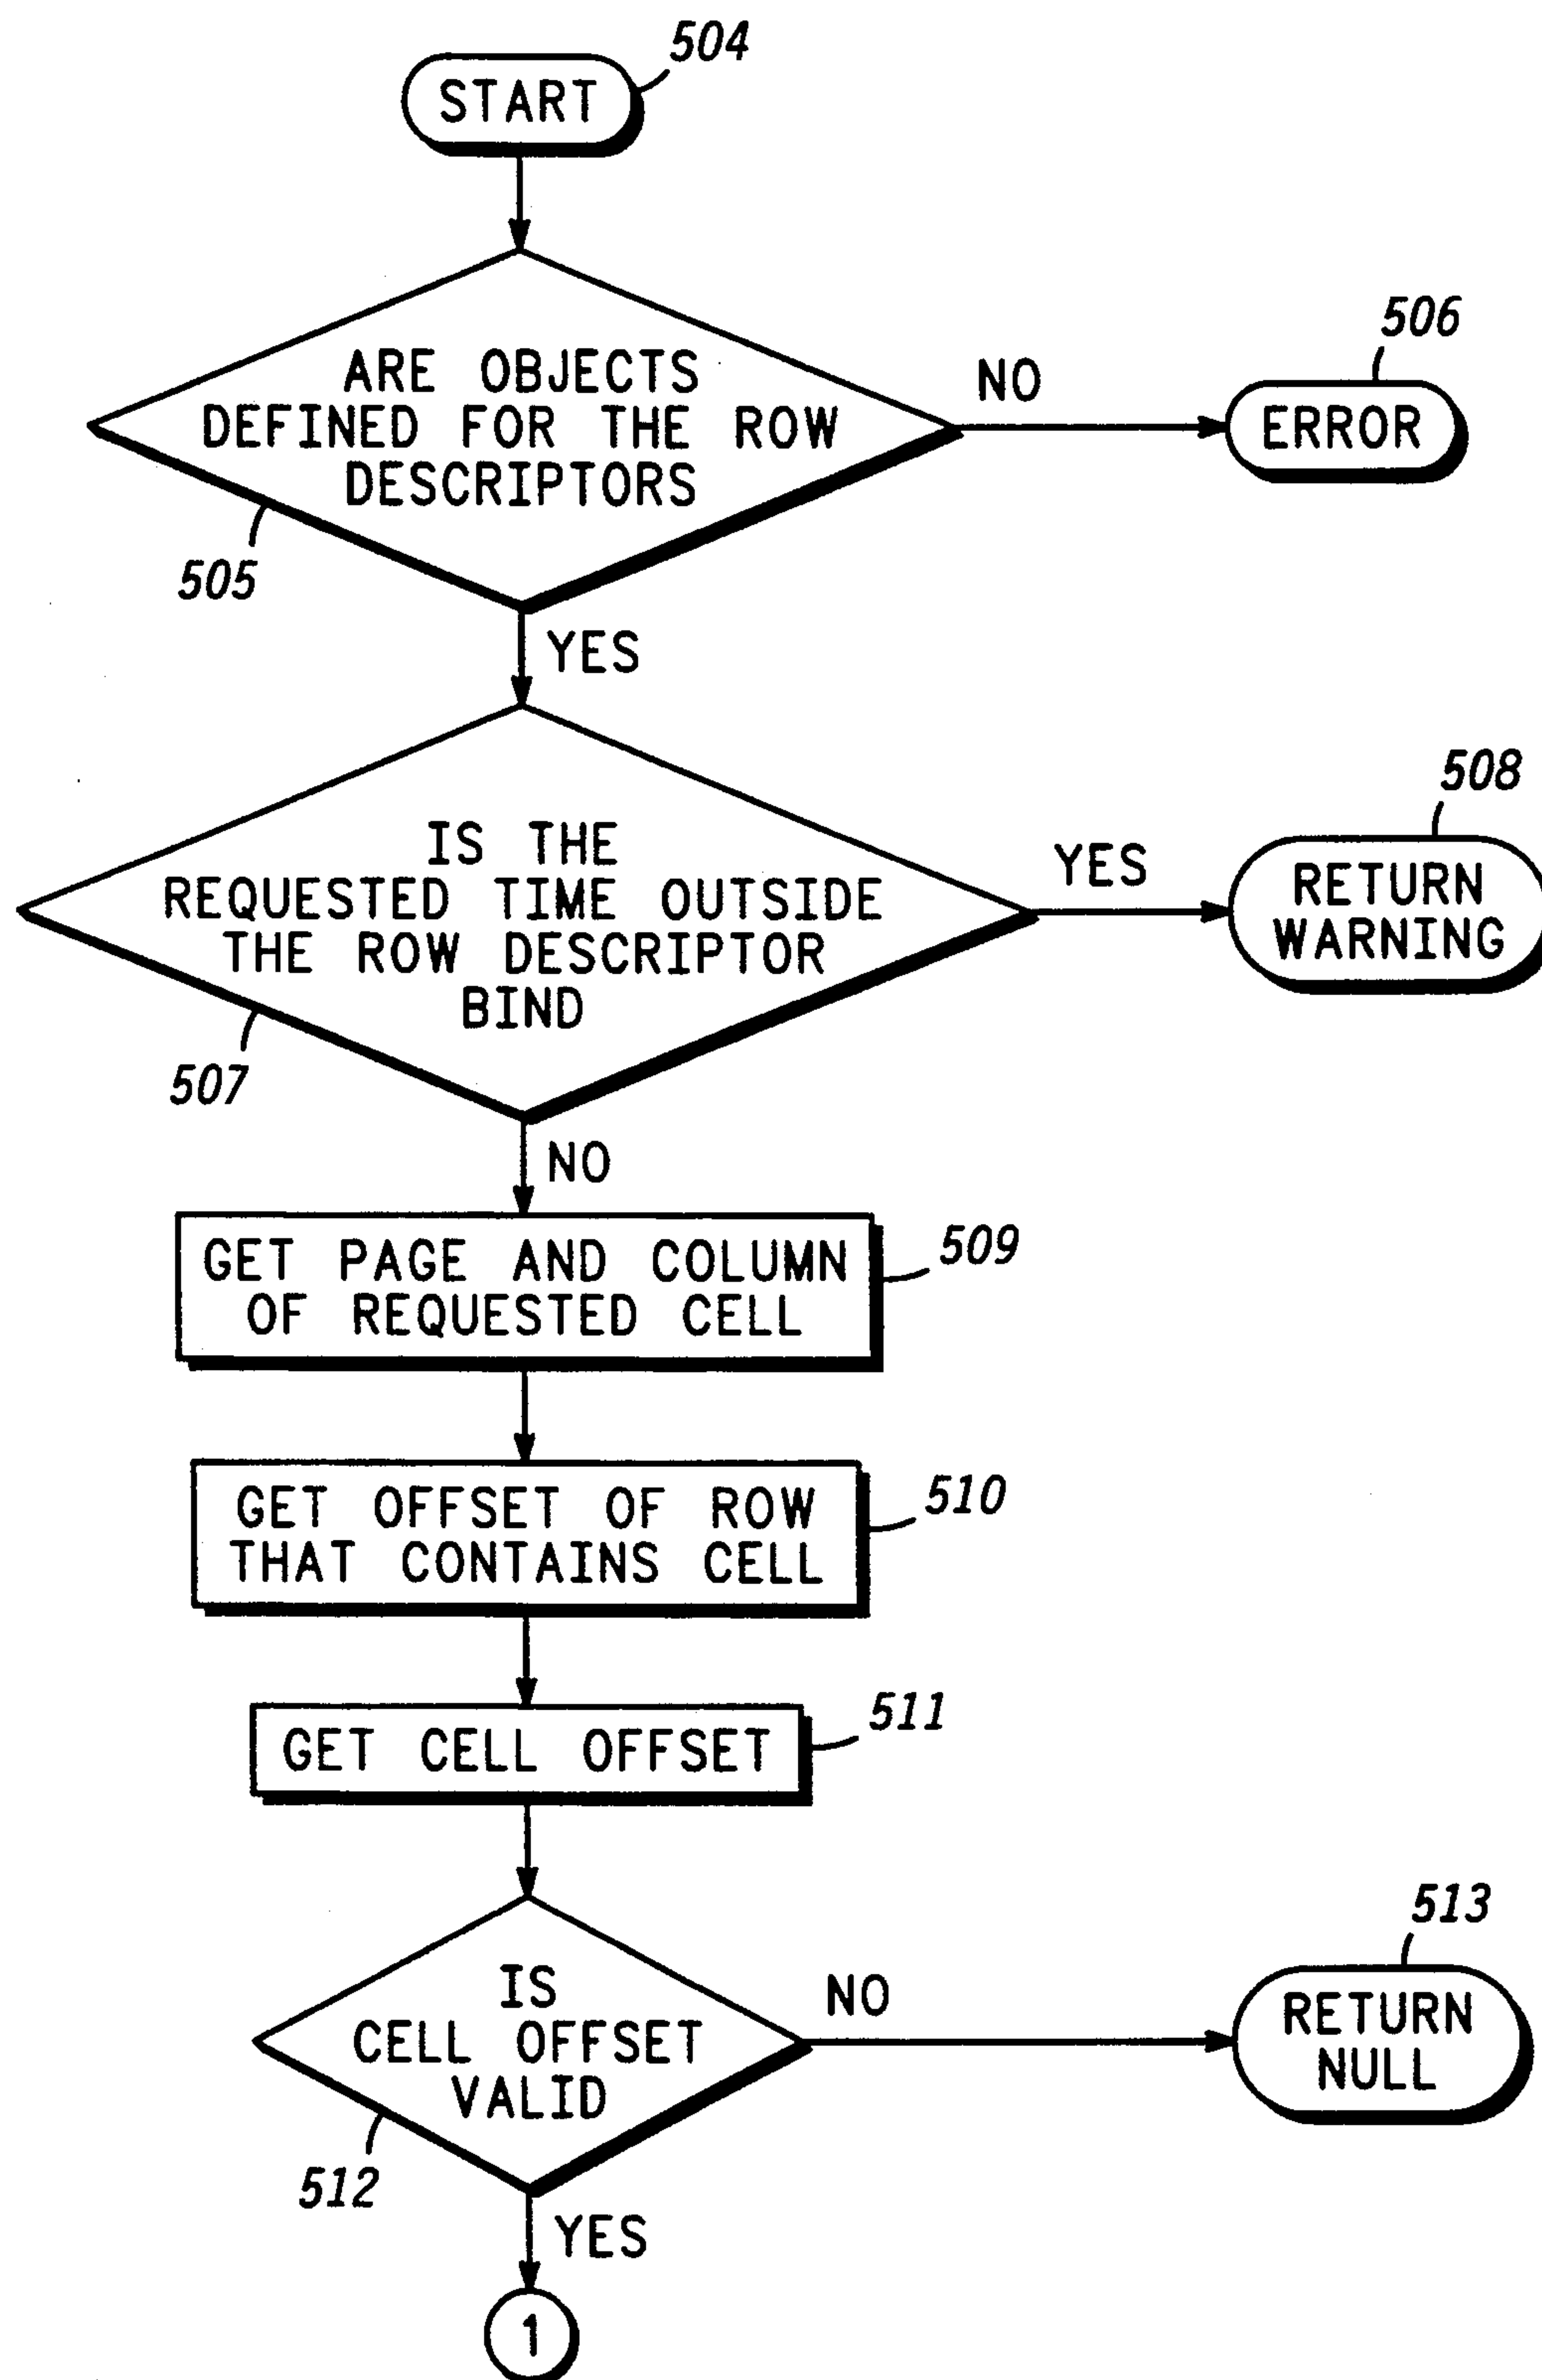 504
START
506
ARE OBJECTS
DEFINED FOR THE ROW
DESCRIPTORS
NO
ERROR
505
YES
508
IS THE
REQUESTED TIME OUTSIDE
THE ROW DESCRIPTOR
BIND
YES
RETURN
WARNING
507
NO
GET PAGE AND COLUMN
OF REQUESTED CELL
509
GET OFFSET OF ROW
THAT CONTAINS CELL
510
GET CELL OFFSET
511
513
IS
CELL OFFSET
VALID
NO
RETURN
NULL
512
YES
1